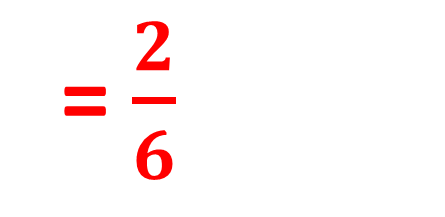 = 2/6